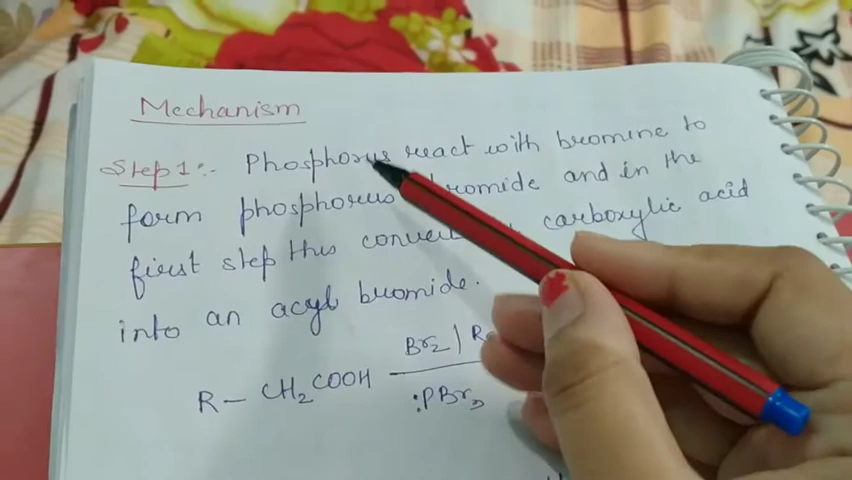 Mechanism
Step 1:- Phosphorus react with bromine to
form phosphorus bromide and in the
first step this carboxylic acid
into an acyl bromide.
Br2 |
R - CH2COOH
:PBr3